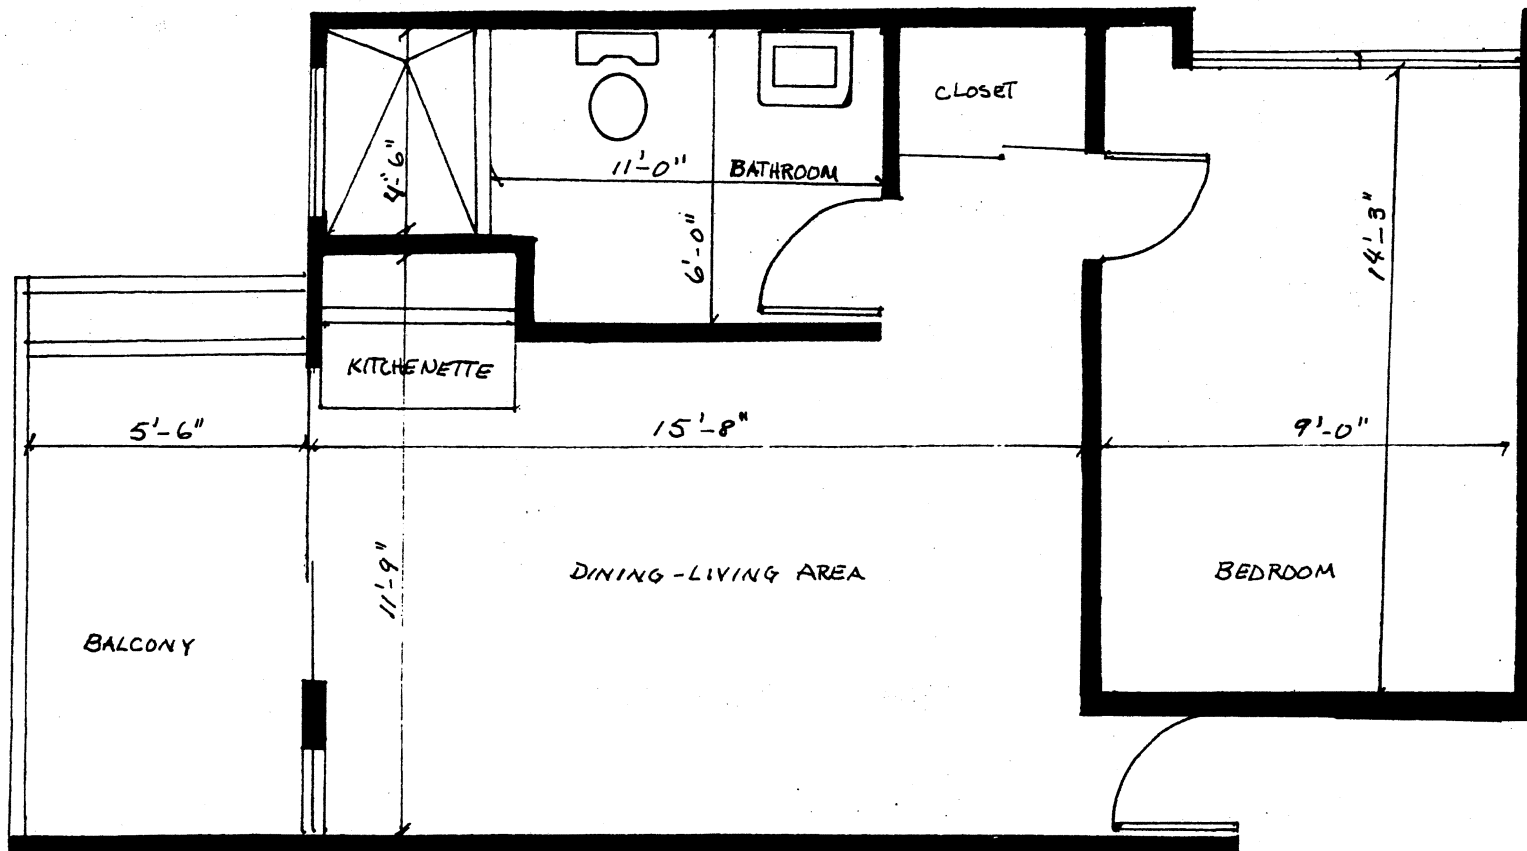 CLOSET
4'-6"
11'-0" BATHROOM
6'-0"
14'-3"
KITCHENETTE
5'-6" 15'-8" 9'-0"
11'-9"
DINING-LIVING AREA
BEDROOM
BALCONY